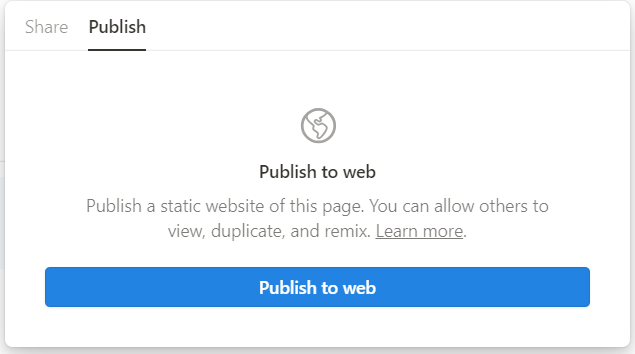 Share Publish
Publish to web
Publish a static website of this page. You can allow others to
view, duplicate, and remix. Learn more.
Publish to web